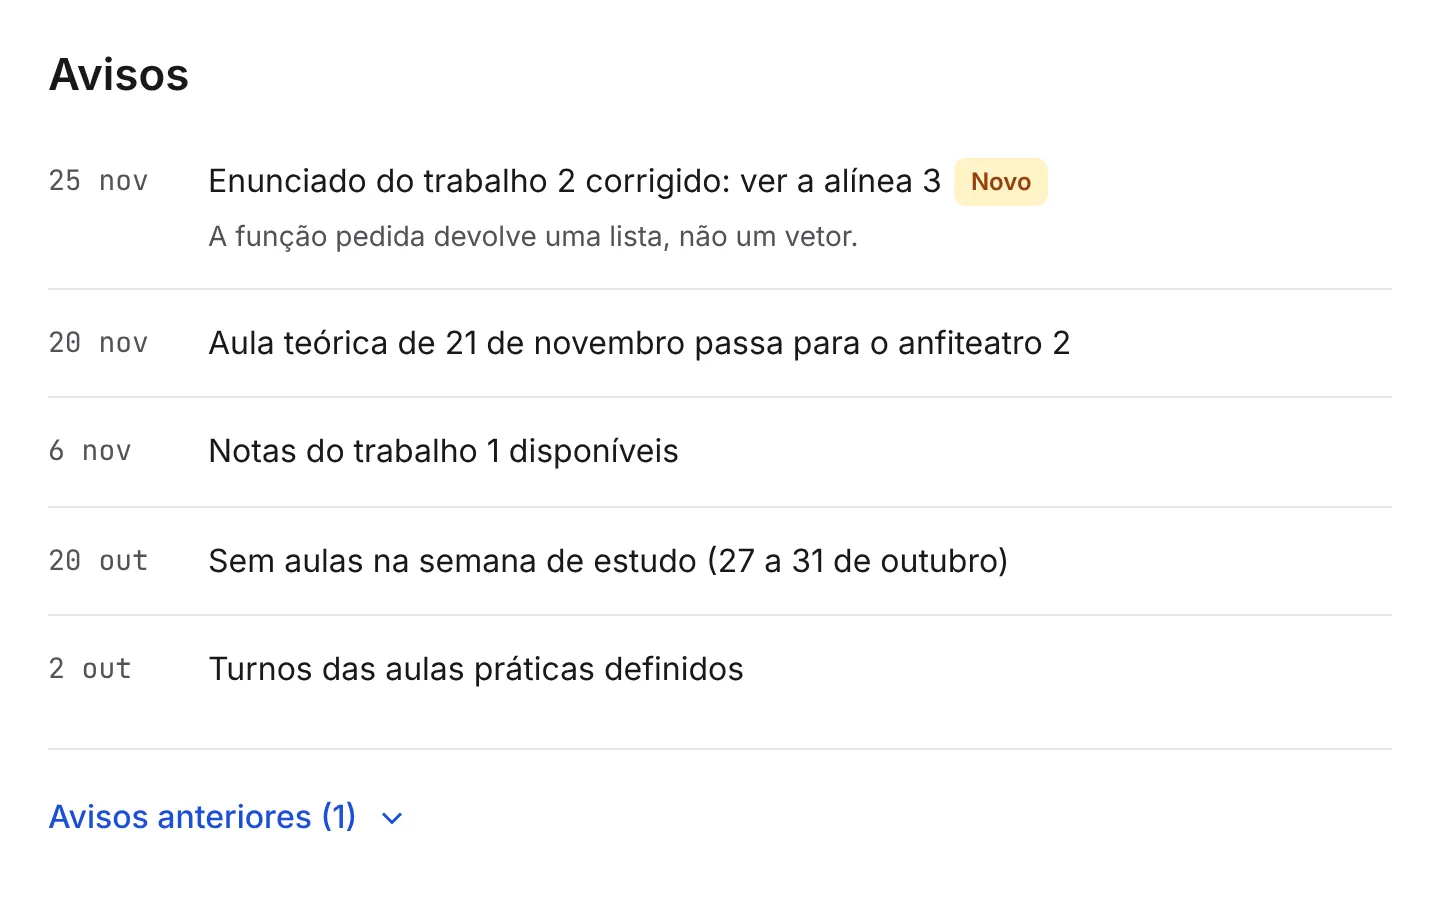 Avisos
25 nov Enunciado do trabalho 2 corrigido: ver a alínea 3 Novo
A função pedida devolve uma lista, não um vetor.
20 nov Aula teórica de 21 de novembro passa para o anfiteatro 2
6 nov Notas do trabalho 1 disponíveis
20 out Sem aulas na semana de estudo (27 a 31 de outubro)
2 out Turnos das aulas práticas definidos
Avisos anteriores (1)